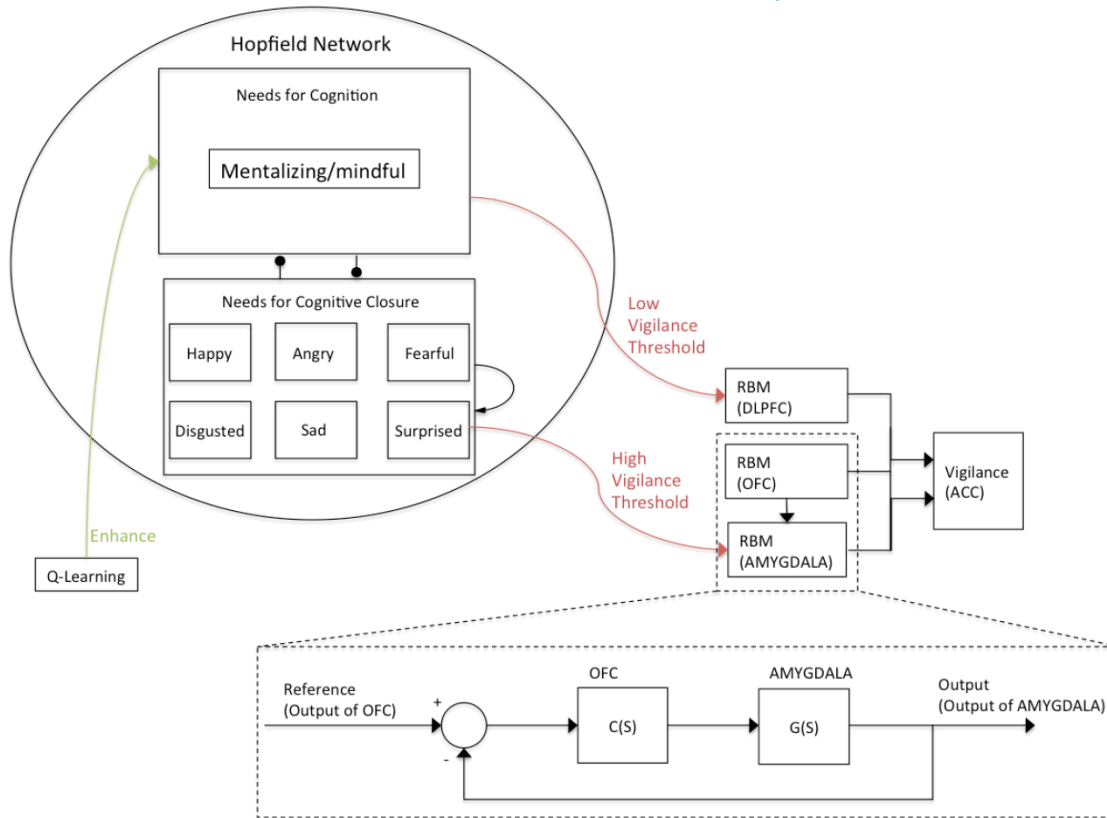 Hopfield Network
Needs for Cognition
Mentalizing/mindful
Needs for Cognitive Closure
Happy
Angry
Fearful
Disgusted
Sad
Surprised
Enhance
Q-Learning
Low
Vigilance
Threshold
High
Vigilance
Threshold
RBM
(DLPFC)
RBM
(OFC)
RBM
(AMYGDALA)
Vigilance
(ACC)
Reference
(Output of OFC)
+
-
OFC
C(S)
AMYGDALA
G(S)
Output
(Output of AMYGDALA)